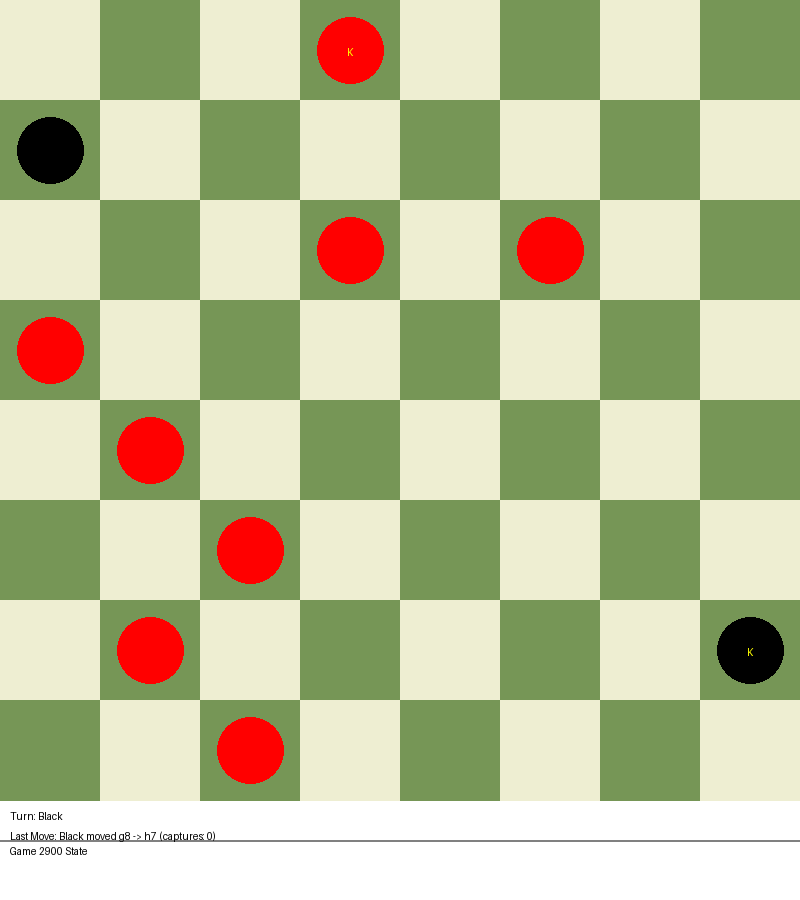 K
K
Turn: Black
Last Move: Black moved g8 -> h7 (captures: 0)
Game 2900 State